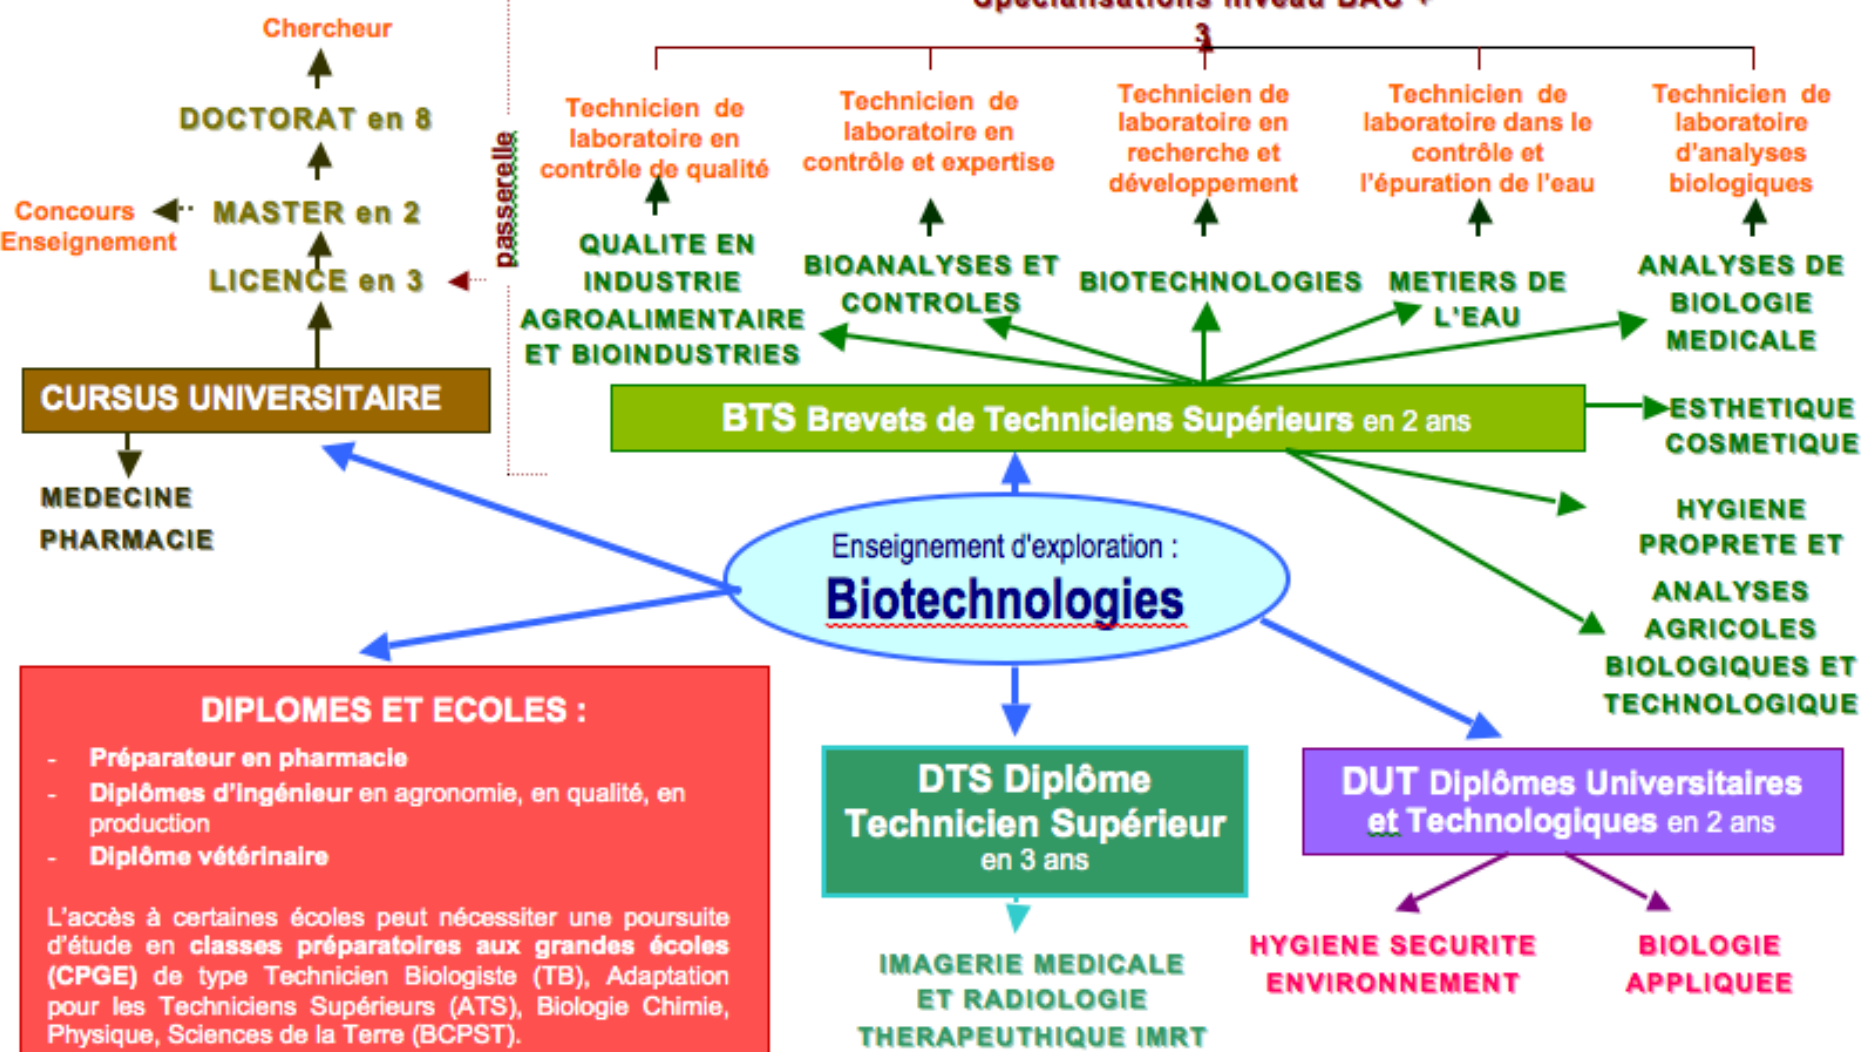 Spécialisations niveau BAC +
3
Chercheur
DOCTORAT en 8
Concours
Enseignement
MASTER en 2
LICENCE en 3
passerelle
CURSUS UNIVERSITAIRE
MEDECINE
PHARMACIE
Technicien de
laboratoire en
contrôle de qualité
Technicien de
laboratoire en
contrôle et expertise
Technicien de
laboratoire en
recherche et
développement
Technicien de
laboratoire dans le
contrôle et
l'épuration de l'eau
Technicien de
laboratoire
d'analyses
biologiques
QUALITE EN
INDUSTRIE
AGROALIMENTAIRE
ET BIOINDUSTRIES
BIOANALYSES ET
CONTROLES
BIOTECHNOLOGIES
METIERS DE
L'EAU
ANALYSES DE
BIOLOGIE
MEDICALE
BTS Brevets de Techniciens Supérieurs en 2 ans
ESTHETIQUE
COSMETIQUE
HYGIENE
PROPRETE ET
ANALYSES
AGRICOLES
BIOLOGIQUES ET
TECHNOLOGIQUE
Enseignement d'exploration :
Biotechnologies
DIPLOMES ET ECOLES :
- Préparateur en pharmacie
- Diplômes d'ingénieur en agronomie, en qualité, en
production
- Diplôme vétérinaire
L'accès à certaines écoles peut nécessiter une poursuite
d'étude en classes préparatoires aux grandes écoles
(CPGE) de type Technicien Biologiste (TB), Adaptation
pour les Techniciens Supérieurs (ATS), Biologie Chimie,
Physique, Sciences de la Terre (BCPST).
DTS Diplôme
Technicien Supérieur
en 3 ans
IMAGERIE MEDICALE
ET RADIOLOGIE
THERAPEUTHIQUE IMRT
DUT Diplômes Universitaires
et Technologiques en 2 ans
HYGIENE SECURITE
ENVIRONNEMENT
BIOLOGIE
APPLIQUEE